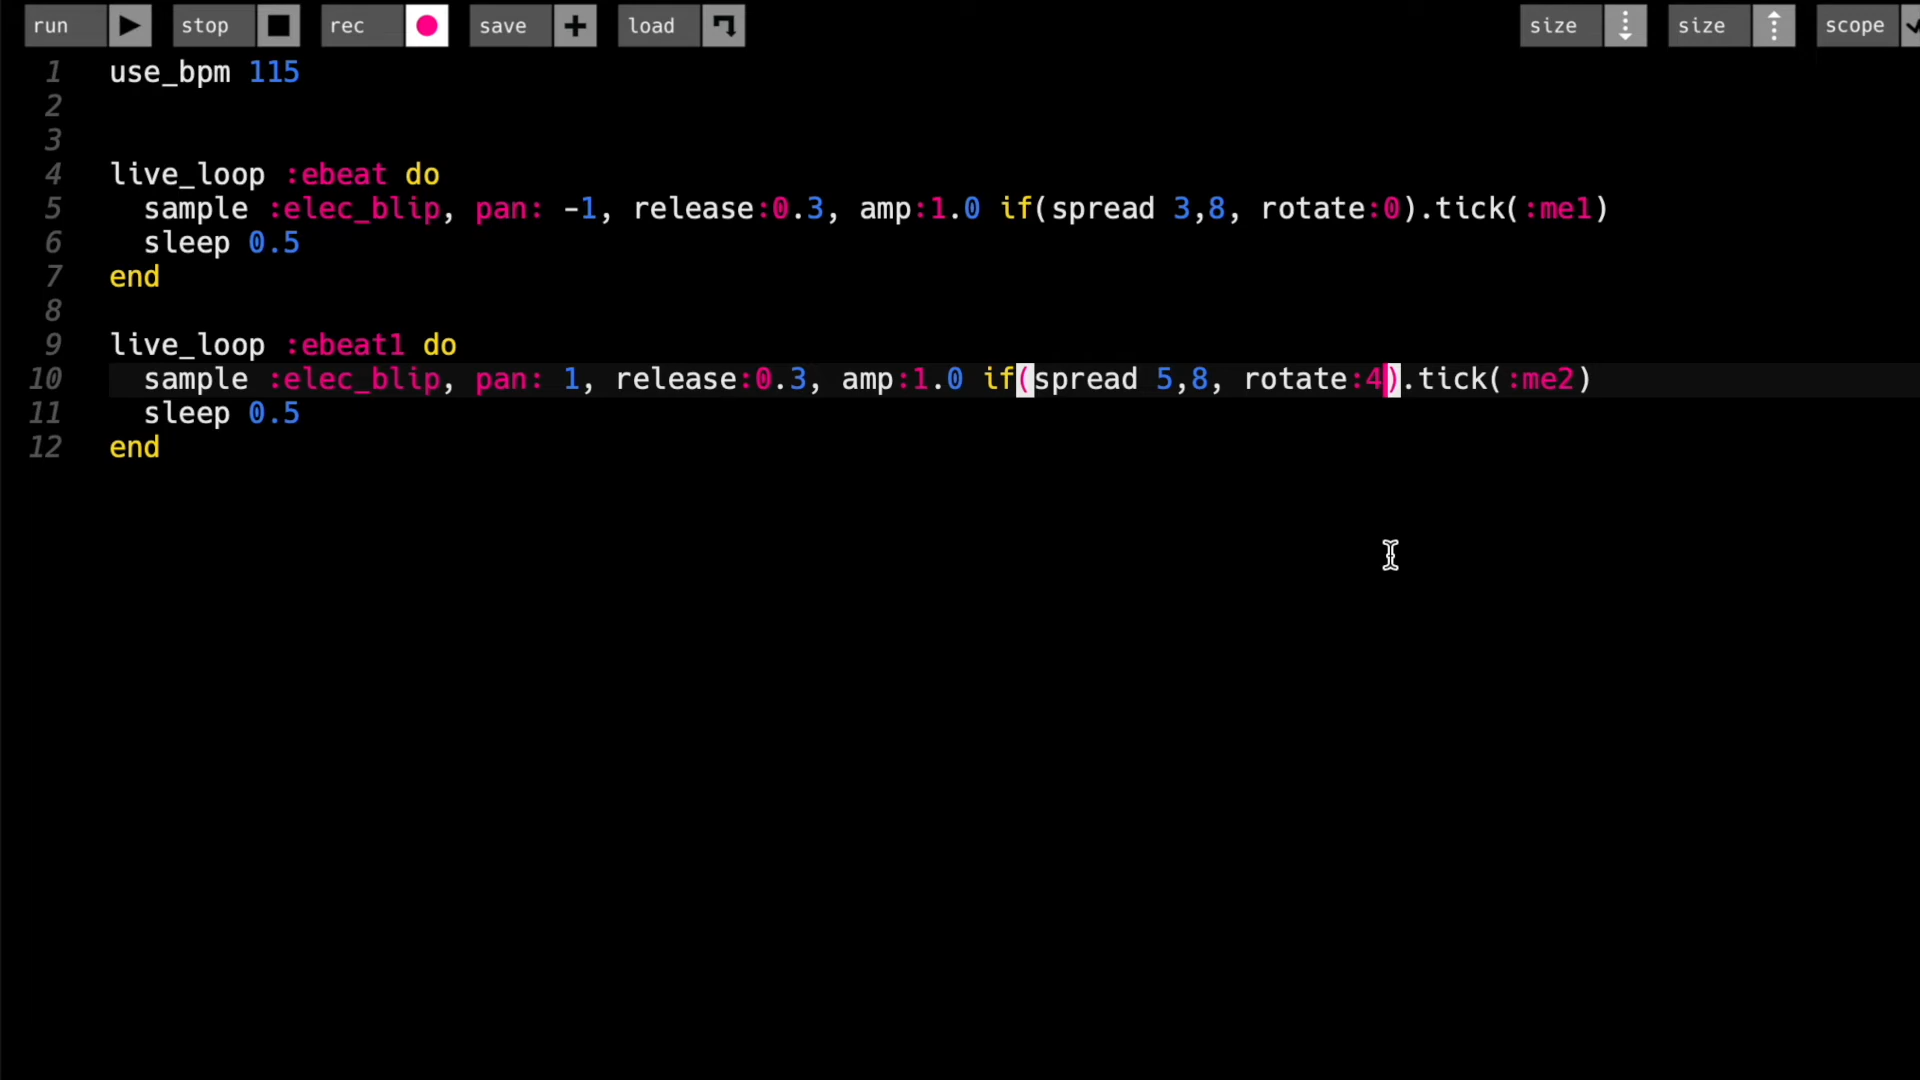 run stop rec save load size size scope
1 use_bpm 115
2
3
4 live_loop :ebeat do
5 sample :elec_blip, pan: -1, release:0.3, amp:1.0 if(spread 3,8, rotate:0).tick(:me1)
6 sleep 0.5
7 end
8
9 live_loop :ebeat1 do
10 sample :elec_blip, pan: 1, release:0.3, amp:1.0 if(spread 5,8, rotate:4).tick(:me2)
11 sleep 0.5
12 end